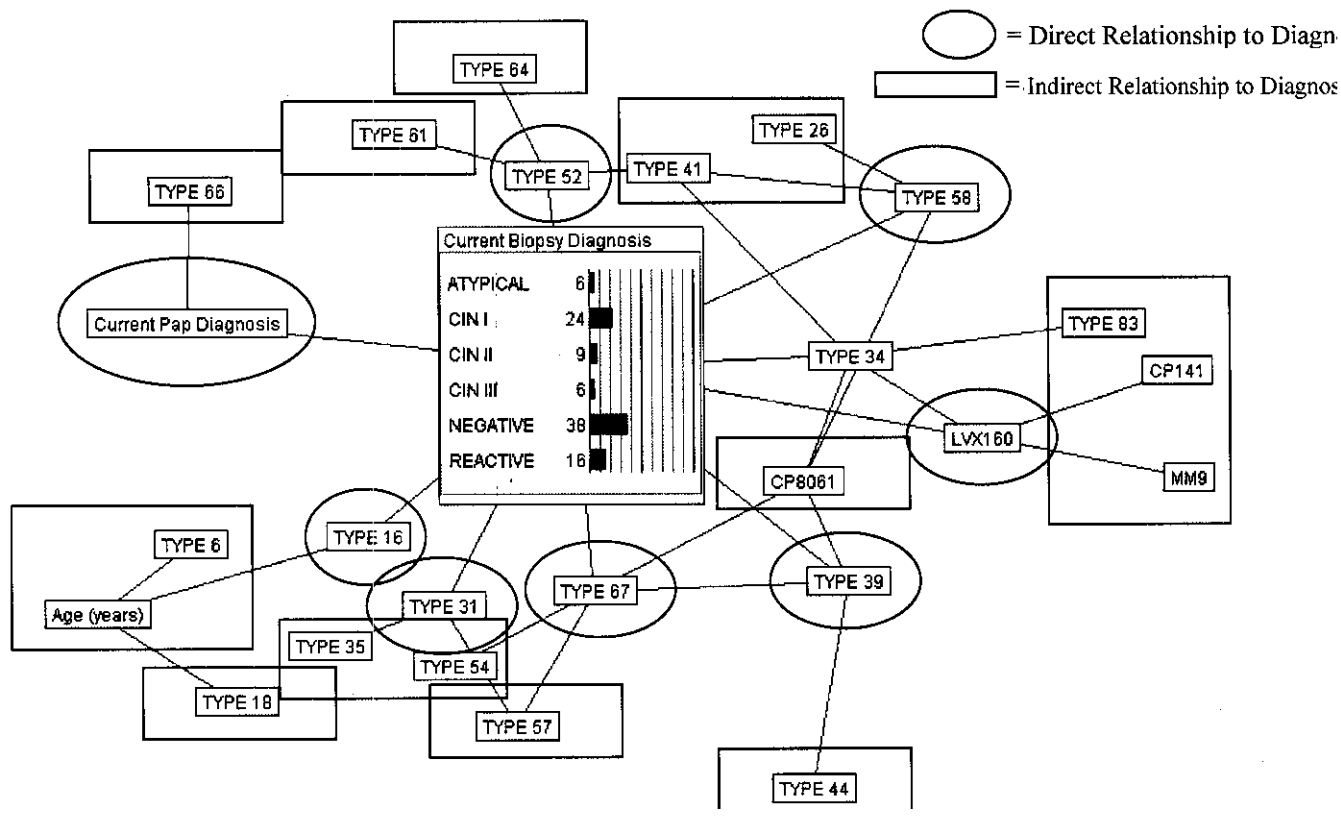 = Direct Relationship to Diagn
= Indirect Relationship to Diagnos
TYPE 64
TYPE 61
TYPE 26
TYPE 52
TYPE 41
TYPE 66
TYPE 58
Current Biopsy Diagnosis
ATYPICAL 6
CIN I 24
CIN II 9
CIN III 6
NEGATIVE 38
REACTIVE 16
Current Pap Diagnosis
TYPE 83
TYPE 34
CP141
LVX160
CP8061
MM9
TYPE 16
TYPE 6
TYPE 67
TYPE 39
Age (years)
TYPE 31
TYPE 35
TYPE 54
TYPE 18
TYPE 57
TYPE 44